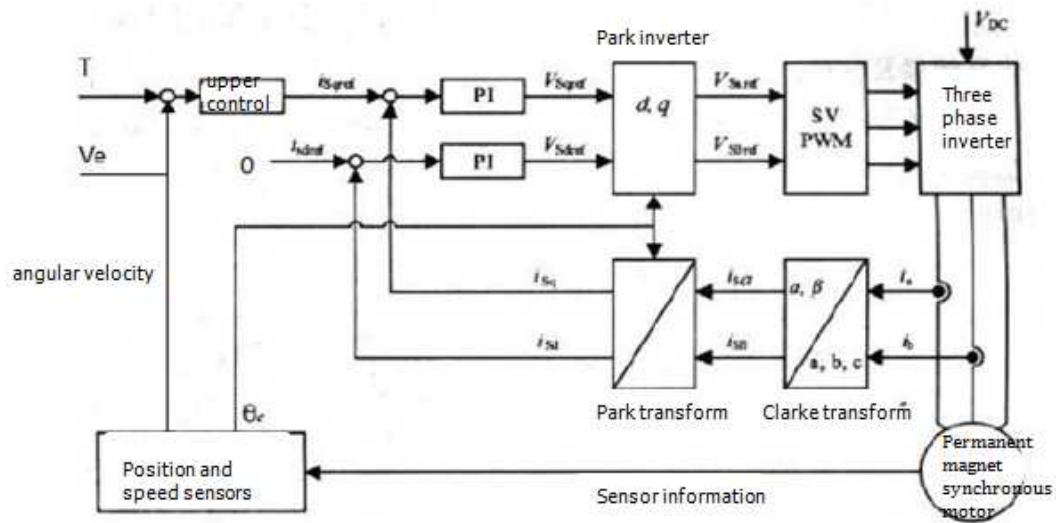 V_DC
Park inverter
T
upper
control
i_Sqref
PI
V_Sqref
d, q
V_Sαref
SV
PWM
Three
phase
inverter
Ve
0
i_Sdref
PI
V_Sdref
V_Sβref
angular velocity
i_Sq
i_Sα
α, β
i_a
i_Sd
i_Sβ
a, b, c
i_b
θe
Park transform
Clarke transform
Position and
speed sensors
Sensor information
Permanent
magnet
synchronous
motor